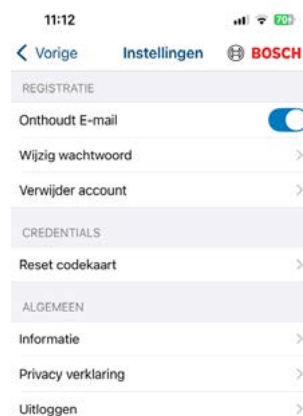 11:12
70
Vorige Instellingen BOSCH
REGISTRATIE
Onthoudt E-mail
Wijzig wachtwoord
Verwijder account
CREDENTIALS
Reset codekaart
ALGEMEEN
Informatie
Privacy verklaring
Uitloggen